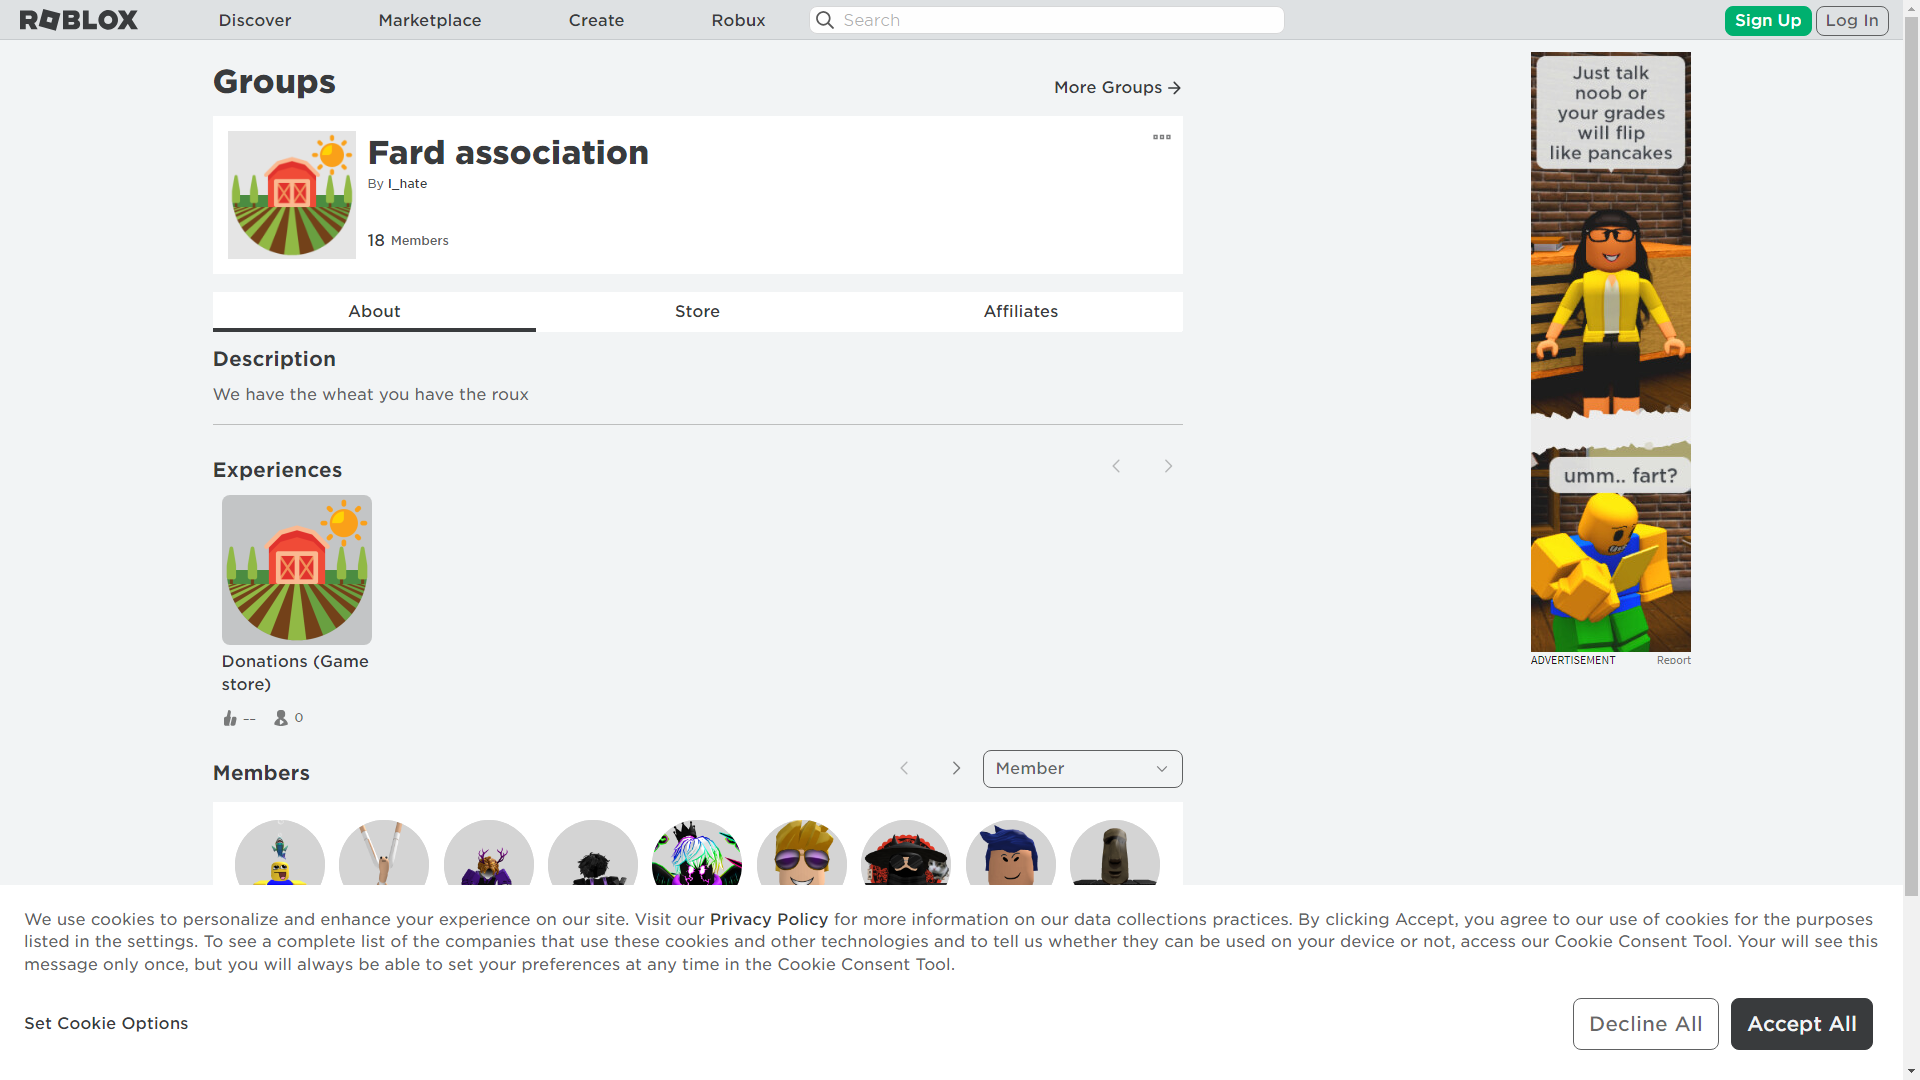 ROBLOX
Discover
Marketplace
Create
Robux
Search
Sign Up
Log In
Groups
More Groups
Fard association
By I_hate
18 Members
About
Store
Affiliates
Description
We have the wheat you have the roux
Experiences
Donations (Game
store)
--
0
Members
Member
Just talk
noob or
your grades
will flip
like pancakes
umm.. fart?
ADVERTISEMENT
Report
We use cookies to personalize and enhance your experience on our site. Visit our Privacy Policy for more information on our data collections practices. By clicking Accept, you agree to our use of cookies for the purposes
listed in the settings. To see a complete list of the companies that use these cookies and other technologies and to tell us whether they can be used on your device or not, access our Cookie Consent Tool. Your will see this
message only once, but you will always be able to set your preferences at any time in the Cookie Consent Tool.
Set Cookie Options
Decline All
Accept All